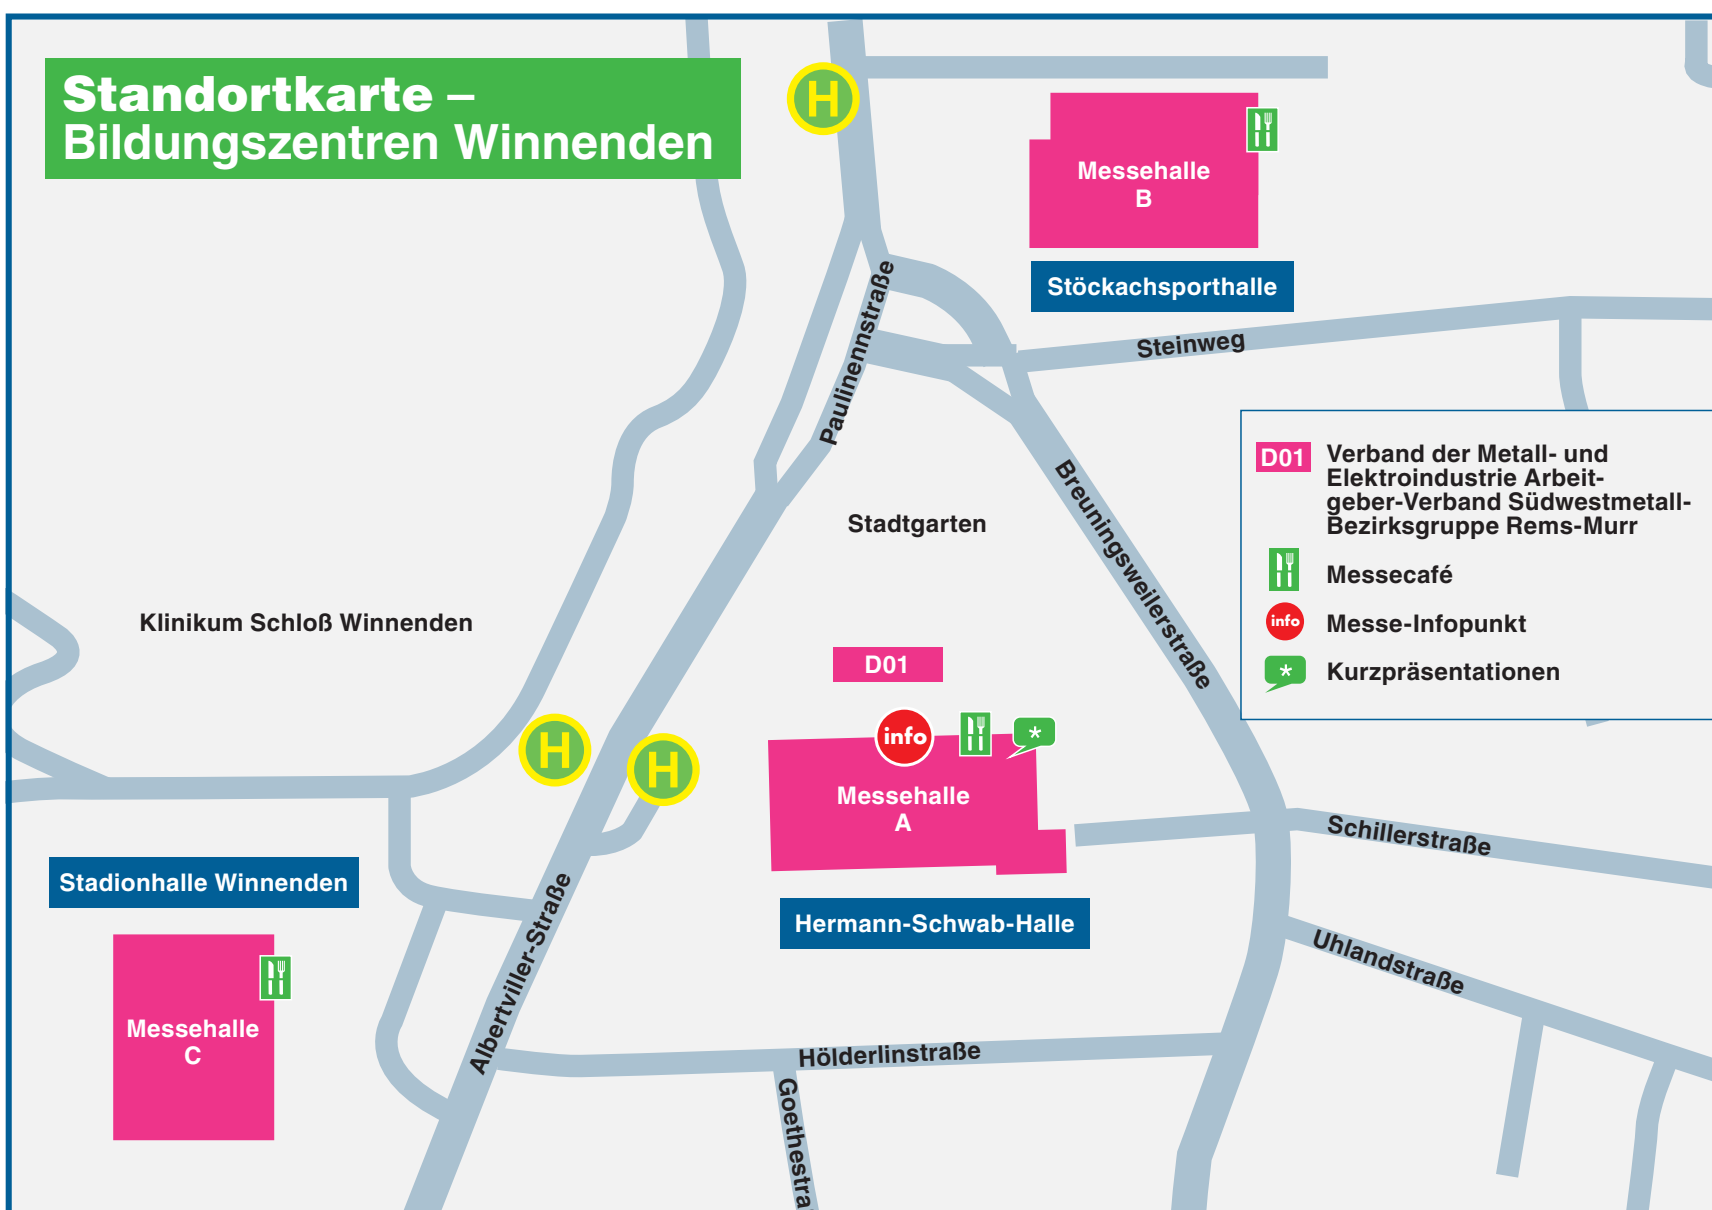 Standortkarte –
Bildungszentren Winnenden
H
Messehalle
B
Stöckachsporthalle
Paulinennstraße
Steinweg
Breuningsweilerstraße
Stadtgarten
D01
Verband der Metall- und
Elektroindustrie Arbeit-
geber-Verband Südwestmetall-
Bezirksgruppe Rems-Murr
Messecafé
info
Messe-Infopunkt
*
Kurzpräsentationen
Klinikum Schloß Winnenden
D01
H
H
info
*
Messehalle
A
Schillerstraße
Stadionhalle Winnenden
Hermann-Schwab-Halle
Albertviller-Straße
Uhlandstraße
Messehalle
C
Hölderlinstraße
Goethestra